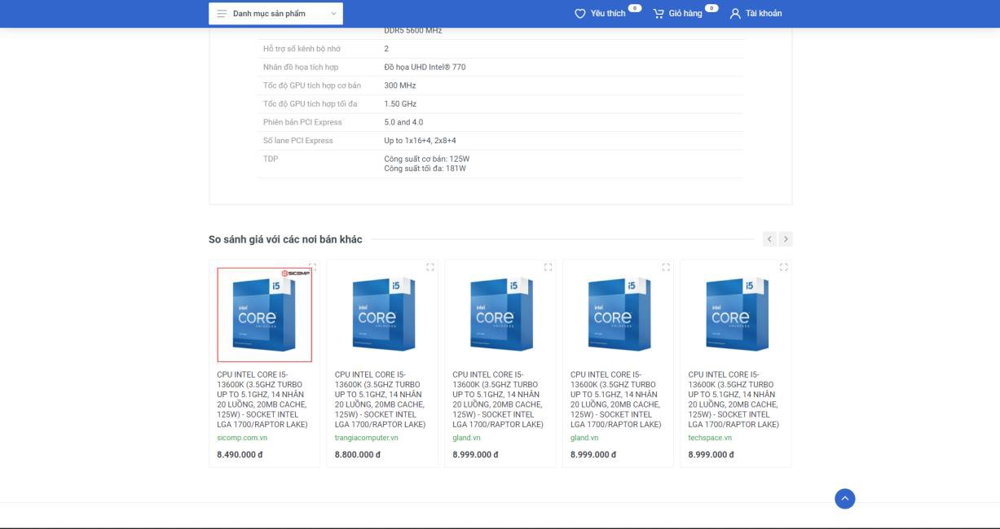 Danh mục sản phẩm
Yêu thích
0
Giỏ hàng
0
Tài khoản
DDR5 5600 MHz
Hỗ trợ số kênh bộ nhớ 2
Nhân đồ họa tích hợp Đồ họa UHD Intel® 770
Tốc độ GPU tích hợp cơ bản 300 MHz
Tốc độ GPU tích hợp tối đa 1.50 GHz
Phiên bản PCI Express 5.0 and 4.0
Số lane PCI Express Up to 1x16+4, 2x8+4
TDP Công suất cơ bản: 125W
Công suất tối đa: 181W
So sánh giá với các nơi bán khác
SICOMP
i5
intel
CORE
UNLOCKED
CPU INTEL CORE I5-
13600K (3.5GHZ TURBO
UP TO 5.1GHZ, 14 NHÂN
20 LUỒNG, 20MB CACHE,
125W) - SOCKET INTEL
LGA 1700/RAPTOR LAKE)
sicomp.com.vn
8.490.000 đ
i5
intel
CORE
UNLOCKED
CPU INTEL CORE I5-
13600K (3.5GHZ TURBO
UP TO 5.1GHZ, 14 NHÂN
20 LUỒNG, 20MB CACHE,
125W) - SOCKET INTEL
LGA 1700/RAPTOR LAKE)
trangiacomputer.vn
8.800.000 đ
i5
intel
CORE
UNLOCKED
CPU INTEL CORE I5-
13600K (3.5GHZ TURBO
UP TO 5.1GHZ, 14 NHÂN
20 LUỒNG, 20MB CACHE,
125W) - SOCKET INTEL
LGA 1700/RAPTOR LAKE)
gland.vn
8.999.000 đ
i5
intel
CORE
UNLOCKED
CPU INTEL CORE I5-
13600K (3.5GHZ TURBO
UP TO 5.1GHZ, 14 NHÂN
20 LUỒNG, 20MB CACHE,
125W) - SOCKET INTEL
LGA 1700/RAPTOR LAKE)
gland.vn
8.999.000 đ
i5
intel
CORE
UNLOCKED
CPU INTEL CORE I5-
13600K (3.5GHZ TURBO
UP TO 5.1GHZ, 14 NHÂN
20 LUỒNG, 20MB CACHE,
125W) - SOCKET INTEL
LGA 1700/RAPTOR LAKE)
techspace.vn
8.999.000 đ